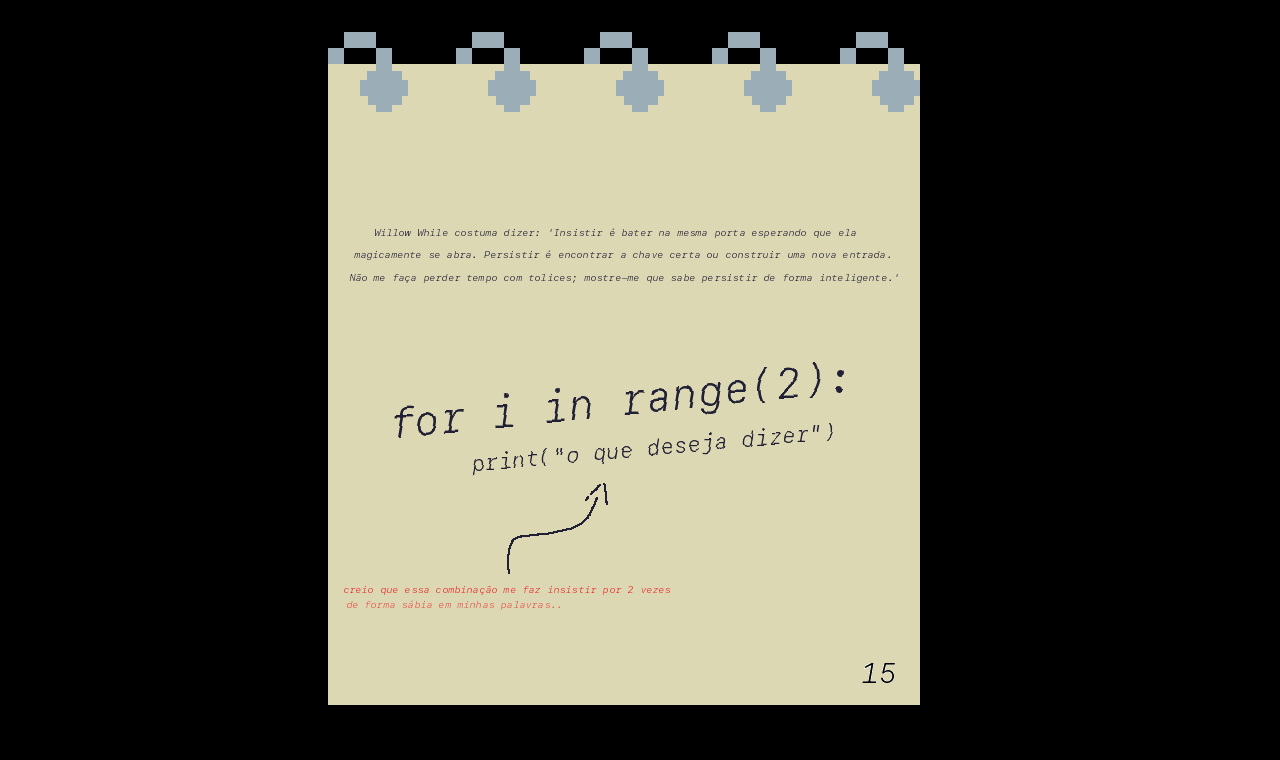 Willow While costuma dizer: 'Insistir é bater na mesma porta esperando que ela
magicamente se abra. Persistir é encontrar a chave certa ou construir uma nova entrada.
Não me faça perder tempo com tolices; mostre-me que sabe persistir de forma inteligente.'
for i in range(2):
print("o que deseja dizer")
creio que essa combinação me faz insistir por 2 vezes
de forma sábia em minhas palavras..
15